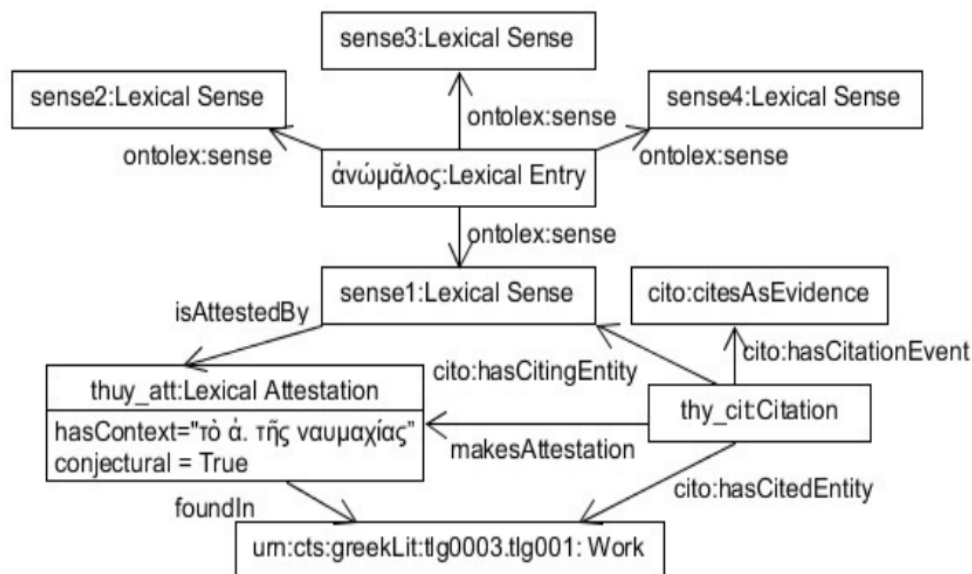 sense3:Lexical Sense
sense2:Lexical Sense
sense4:Lexical Sense
ontolex:sense
ontolex:sense
ontolex:sense
ἀνώμᾰλος:Lexical Entry
ontolex:sense
sense1:Lexical Sense
cito:citesAsEvidence
isAttestedBy
cito:hasCitationEvent
cito:hasCitingEntity
thuy_att:Lexical Attestation
thy_cit:Citation
hasContext="τὸ ἀ. τῆς ναυμαχίας"
conjectural = True
makesAttestation
cito:hasCitedEntity
foundIn
urn:cts:greekLit:tlg0003.tlg001: Work